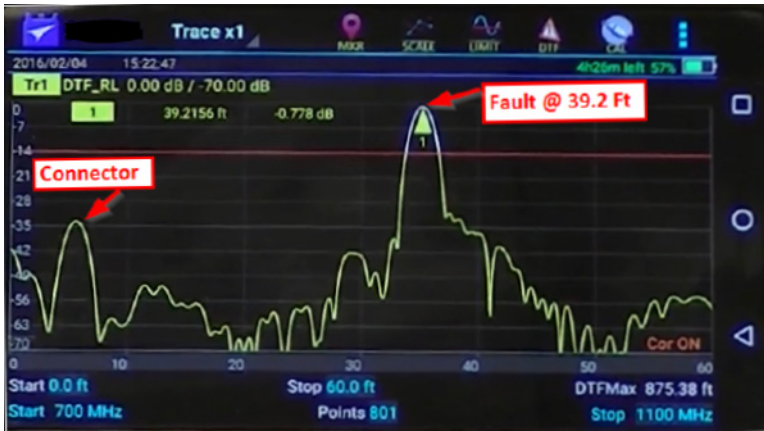 Trace x1
MKR SCALE LIMIT DTF CAL
2016/02/04 15:22:47 4h26m left 57%
Tr1 DTF_RL 0.00 dB / -70.00 dB
1 39.2156 ft -0.778 dB
Fault @ 39.2 Ft
0
-7
-14
Connector
-21
-28
-35
-42
-49
-56
-63
-70
1
Cor ON
0 10 20 30 40 50 60
Start 0.0 ft Stop 60.0 ft DTFMax 875.38 ft
Start 700 MHz Points 801 Stop 1100 MHz